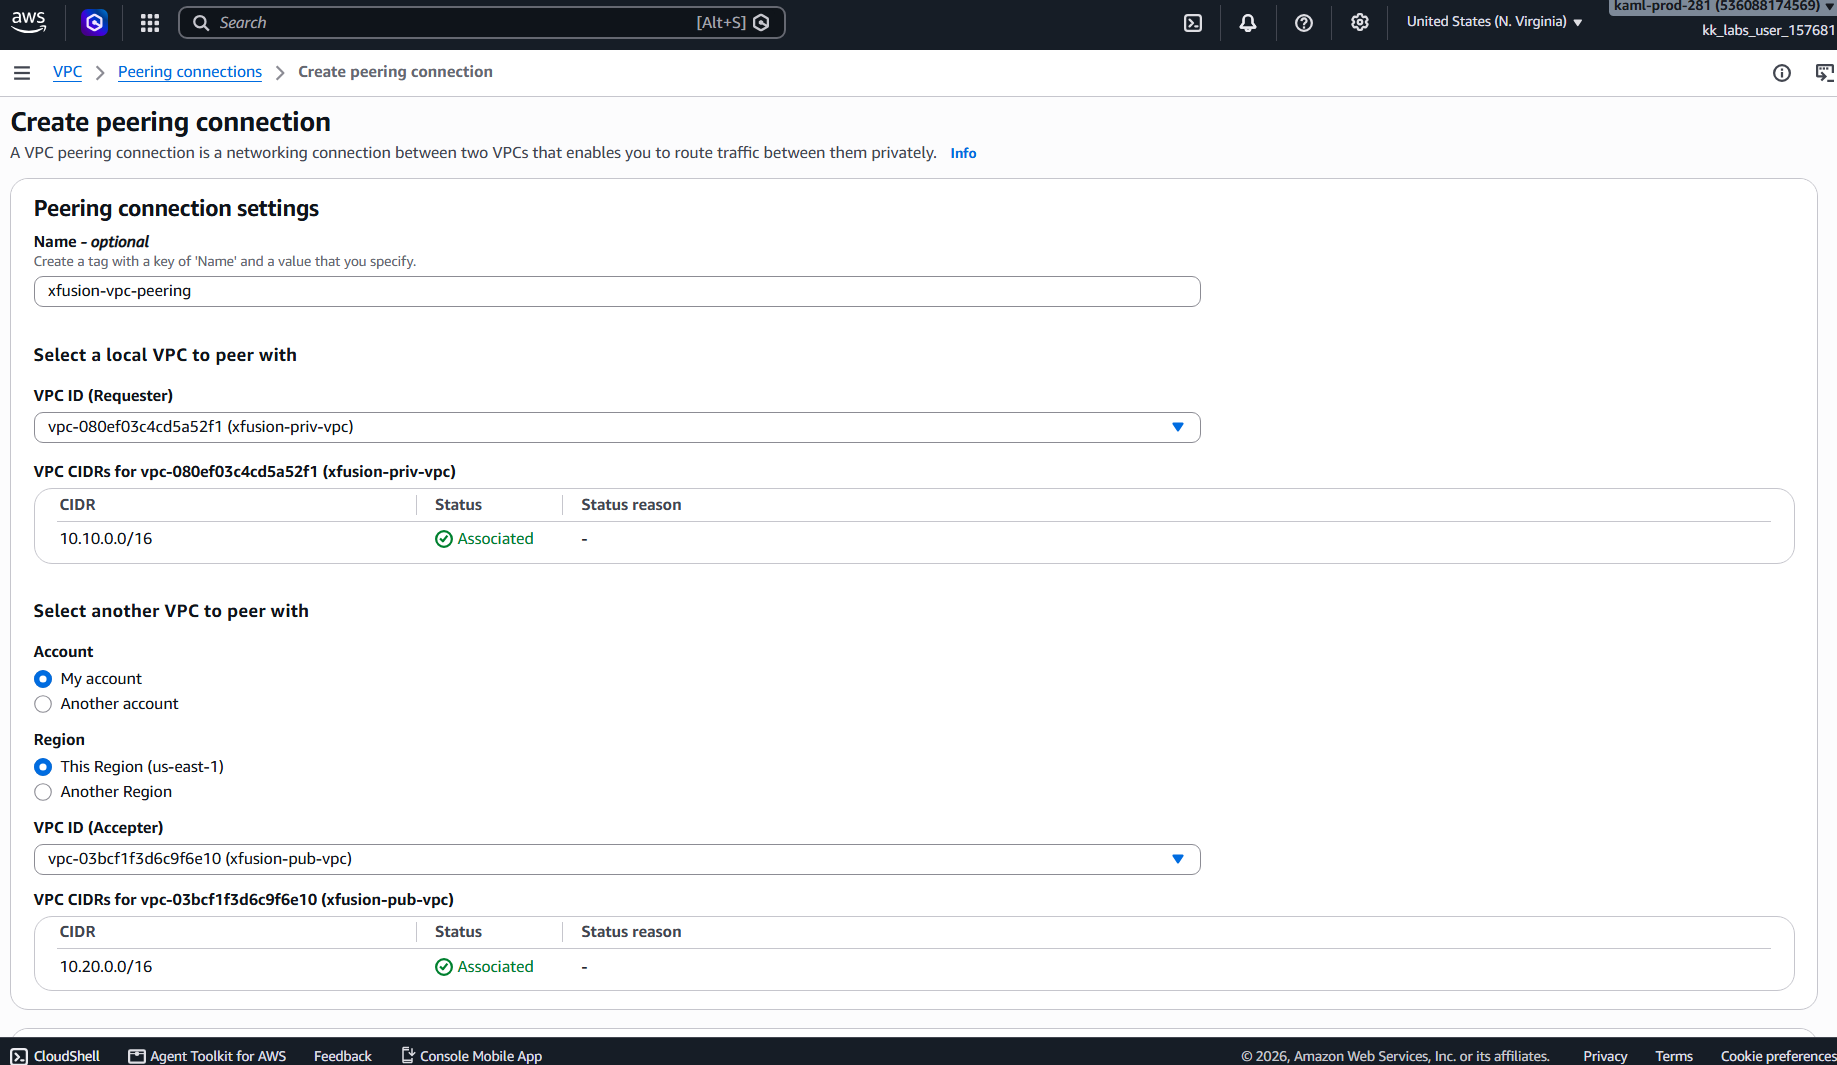 aws
Search [Alt+S]
United States (N. Virginia)
kaml-prod-281 (536088174569)
kk_labs_user_157681
VPC
Peering connections
Create peering connection
Create peering connection
A VPC peering connection is a networking connection between two VPCs that enables you to route traffic between them privately. Info
Peering connection settings
Name - optional
Create a tag with a key of 'Name' and a value that you specify.
xfusion-vpc-peering
Select a local VPC to peer with
VPC ID (Requester)
vpc-080ef03c4cd5a52f1 (xfusion-priv-vpc)
VPC CIDRs for vpc-080ef03c4cd5a52f1 (xfusion-priv-vpc)
CIDR Status Status reason
10.10.0.0/16 Associated -
Select another VPC to peer with
Account
My account
Another account
Region
This Region (us-east-1)
Another Region
VPC ID (Accepter)
vpc-03bcf1f3d6c9f6e10 (xfusion-pub-vpc)
VPC CIDRs for vpc-03bcf1f3d6c9f6e10 (xfusion-pub-vpc)
CIDR Status Status reason
10.20.0.0/16 Associated -
CloudShell Agent Toolkit for AWS Feedback Console Mobile App © 2026, Amazon Web Services, Inc. or its affiliates. Privacy Terms Cookie preferences